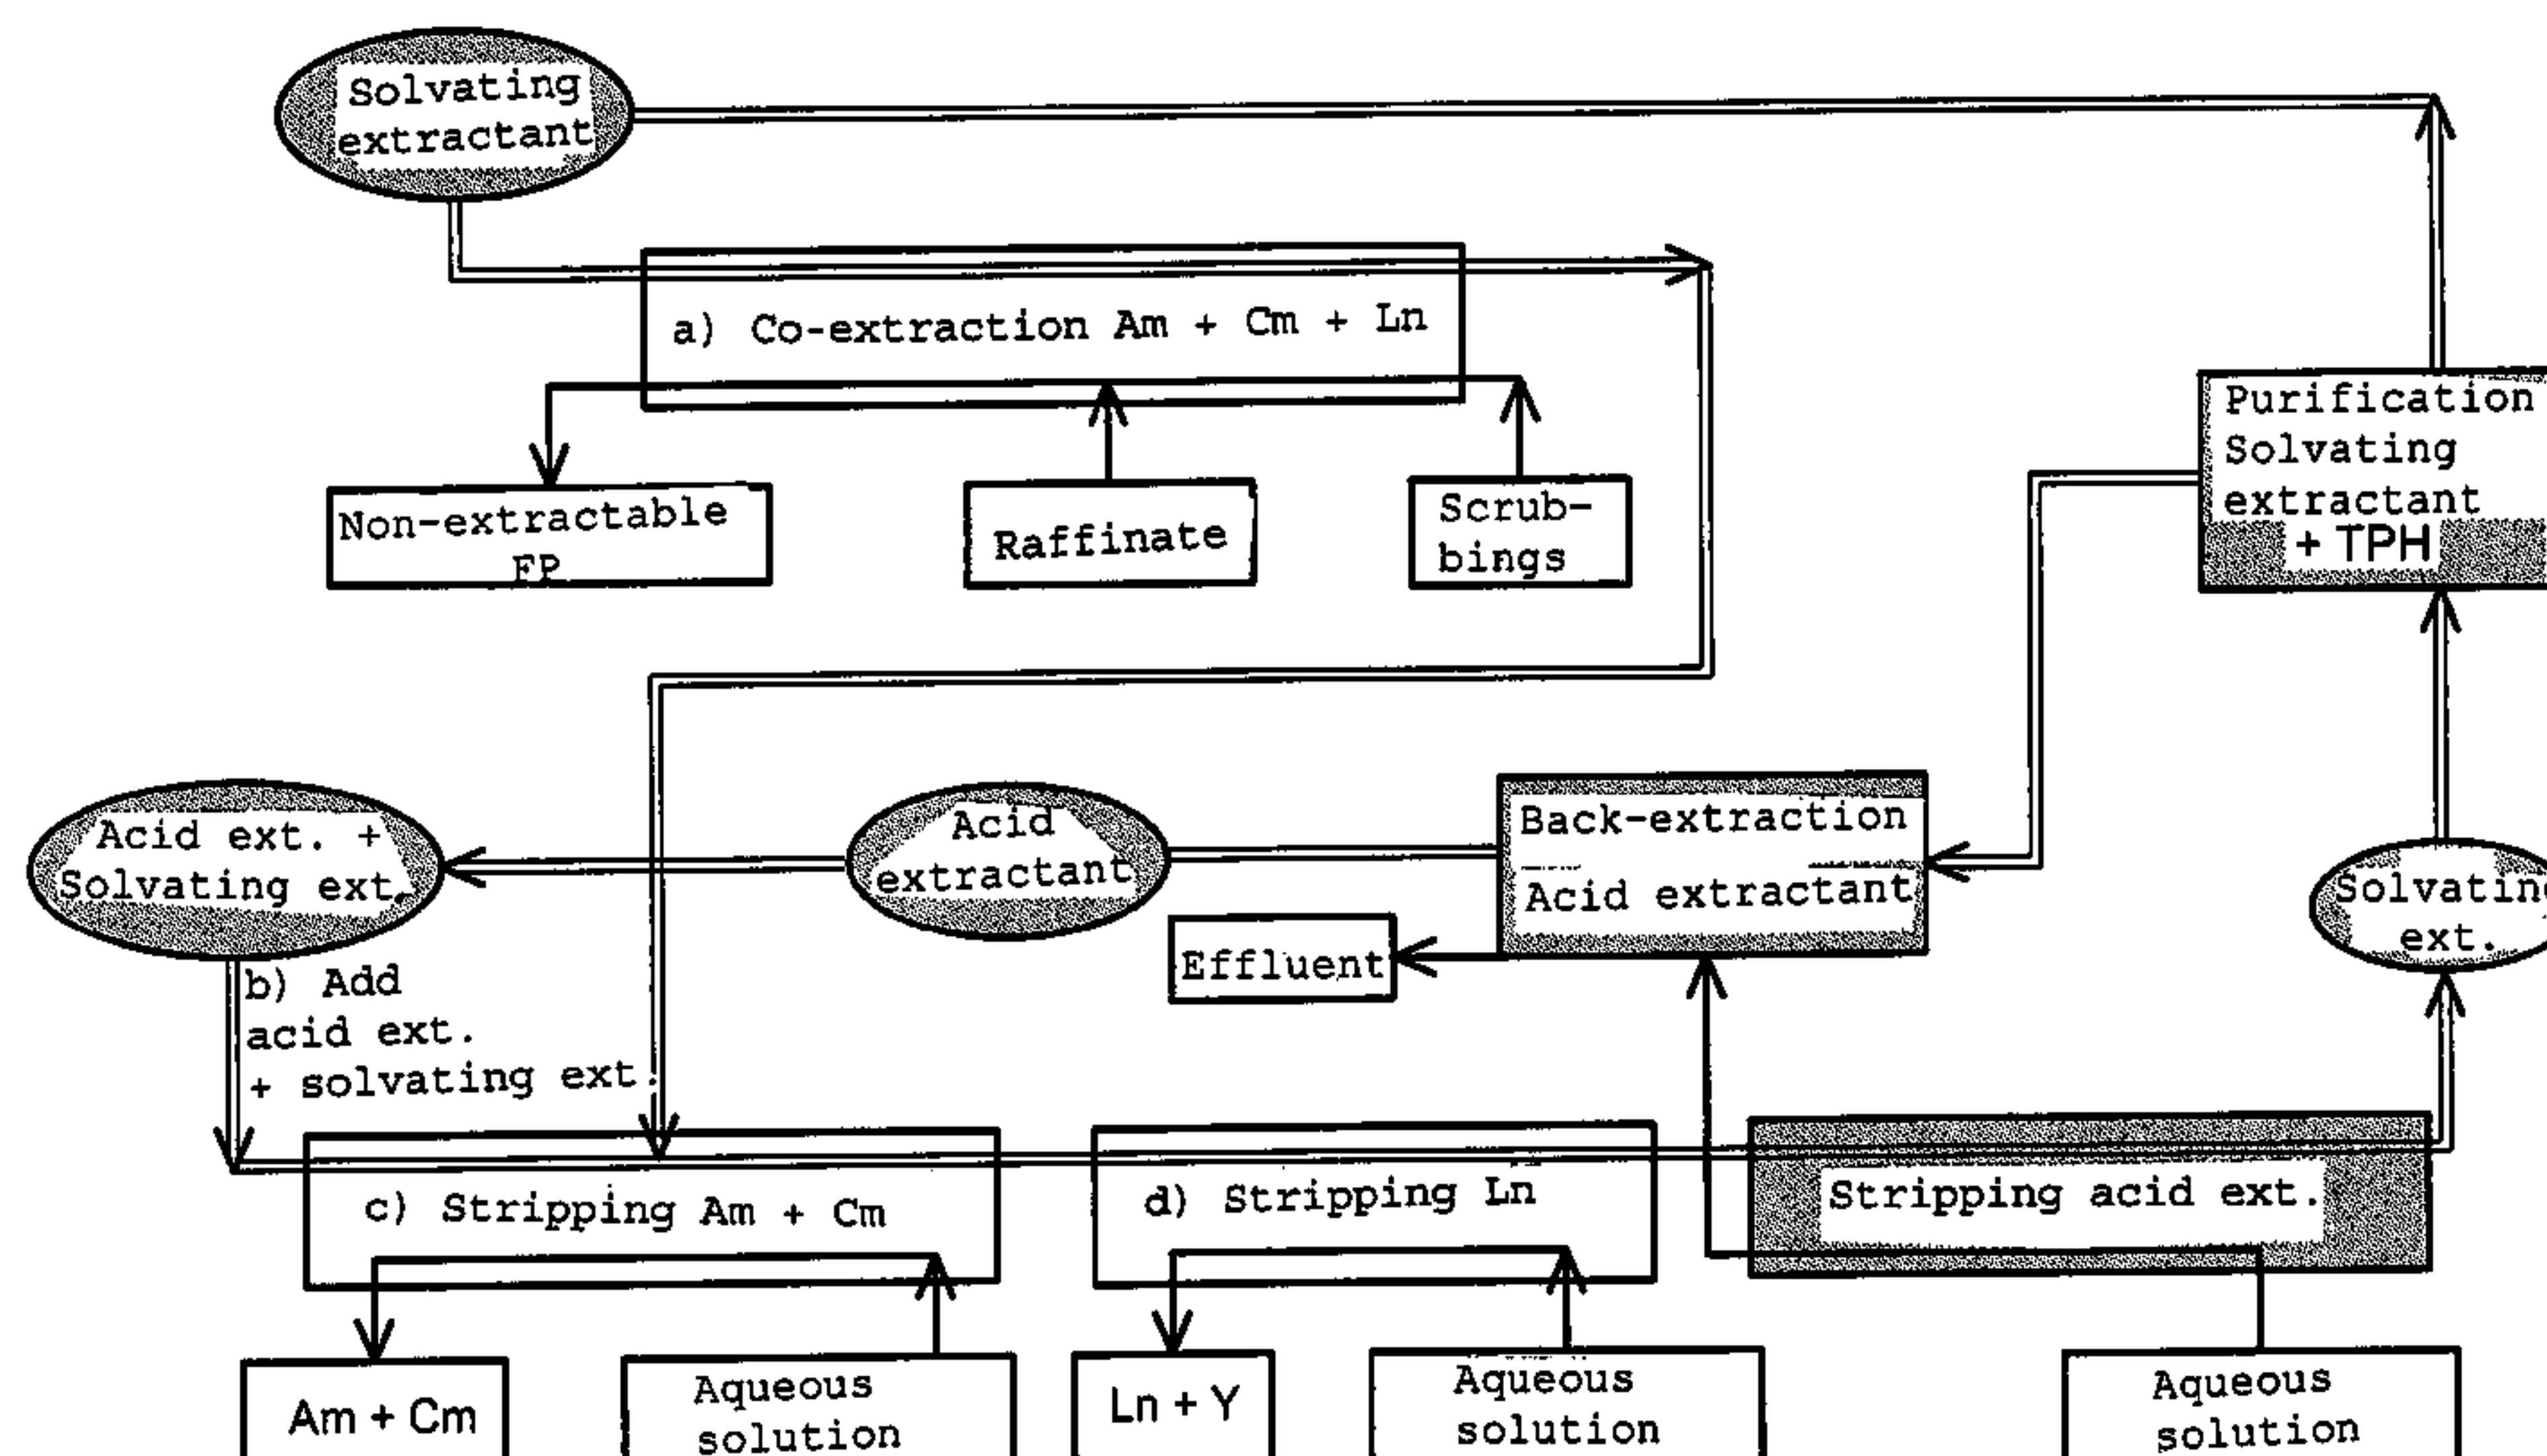 Solvating
extractant
a) Co-extraction Am + Cm + Ln
Non-extractable
FP
Raffinate
Scrub-
bings
Purification
Solvating
extractant
+ TPH
Acid ext. +
Solvating ext.
Acid
extractant
Back-extraction
Acid extractant
Effluent
Solvating
ext.
b) Add
acid ext.
+ solvating ext.
c) Stripping Am + Cm
d) Stripping Ln
Stripping acid ext.
Am + Cm
Aqueous
solution
Ln + Y
Aqueous
solution
Aqueous
solution